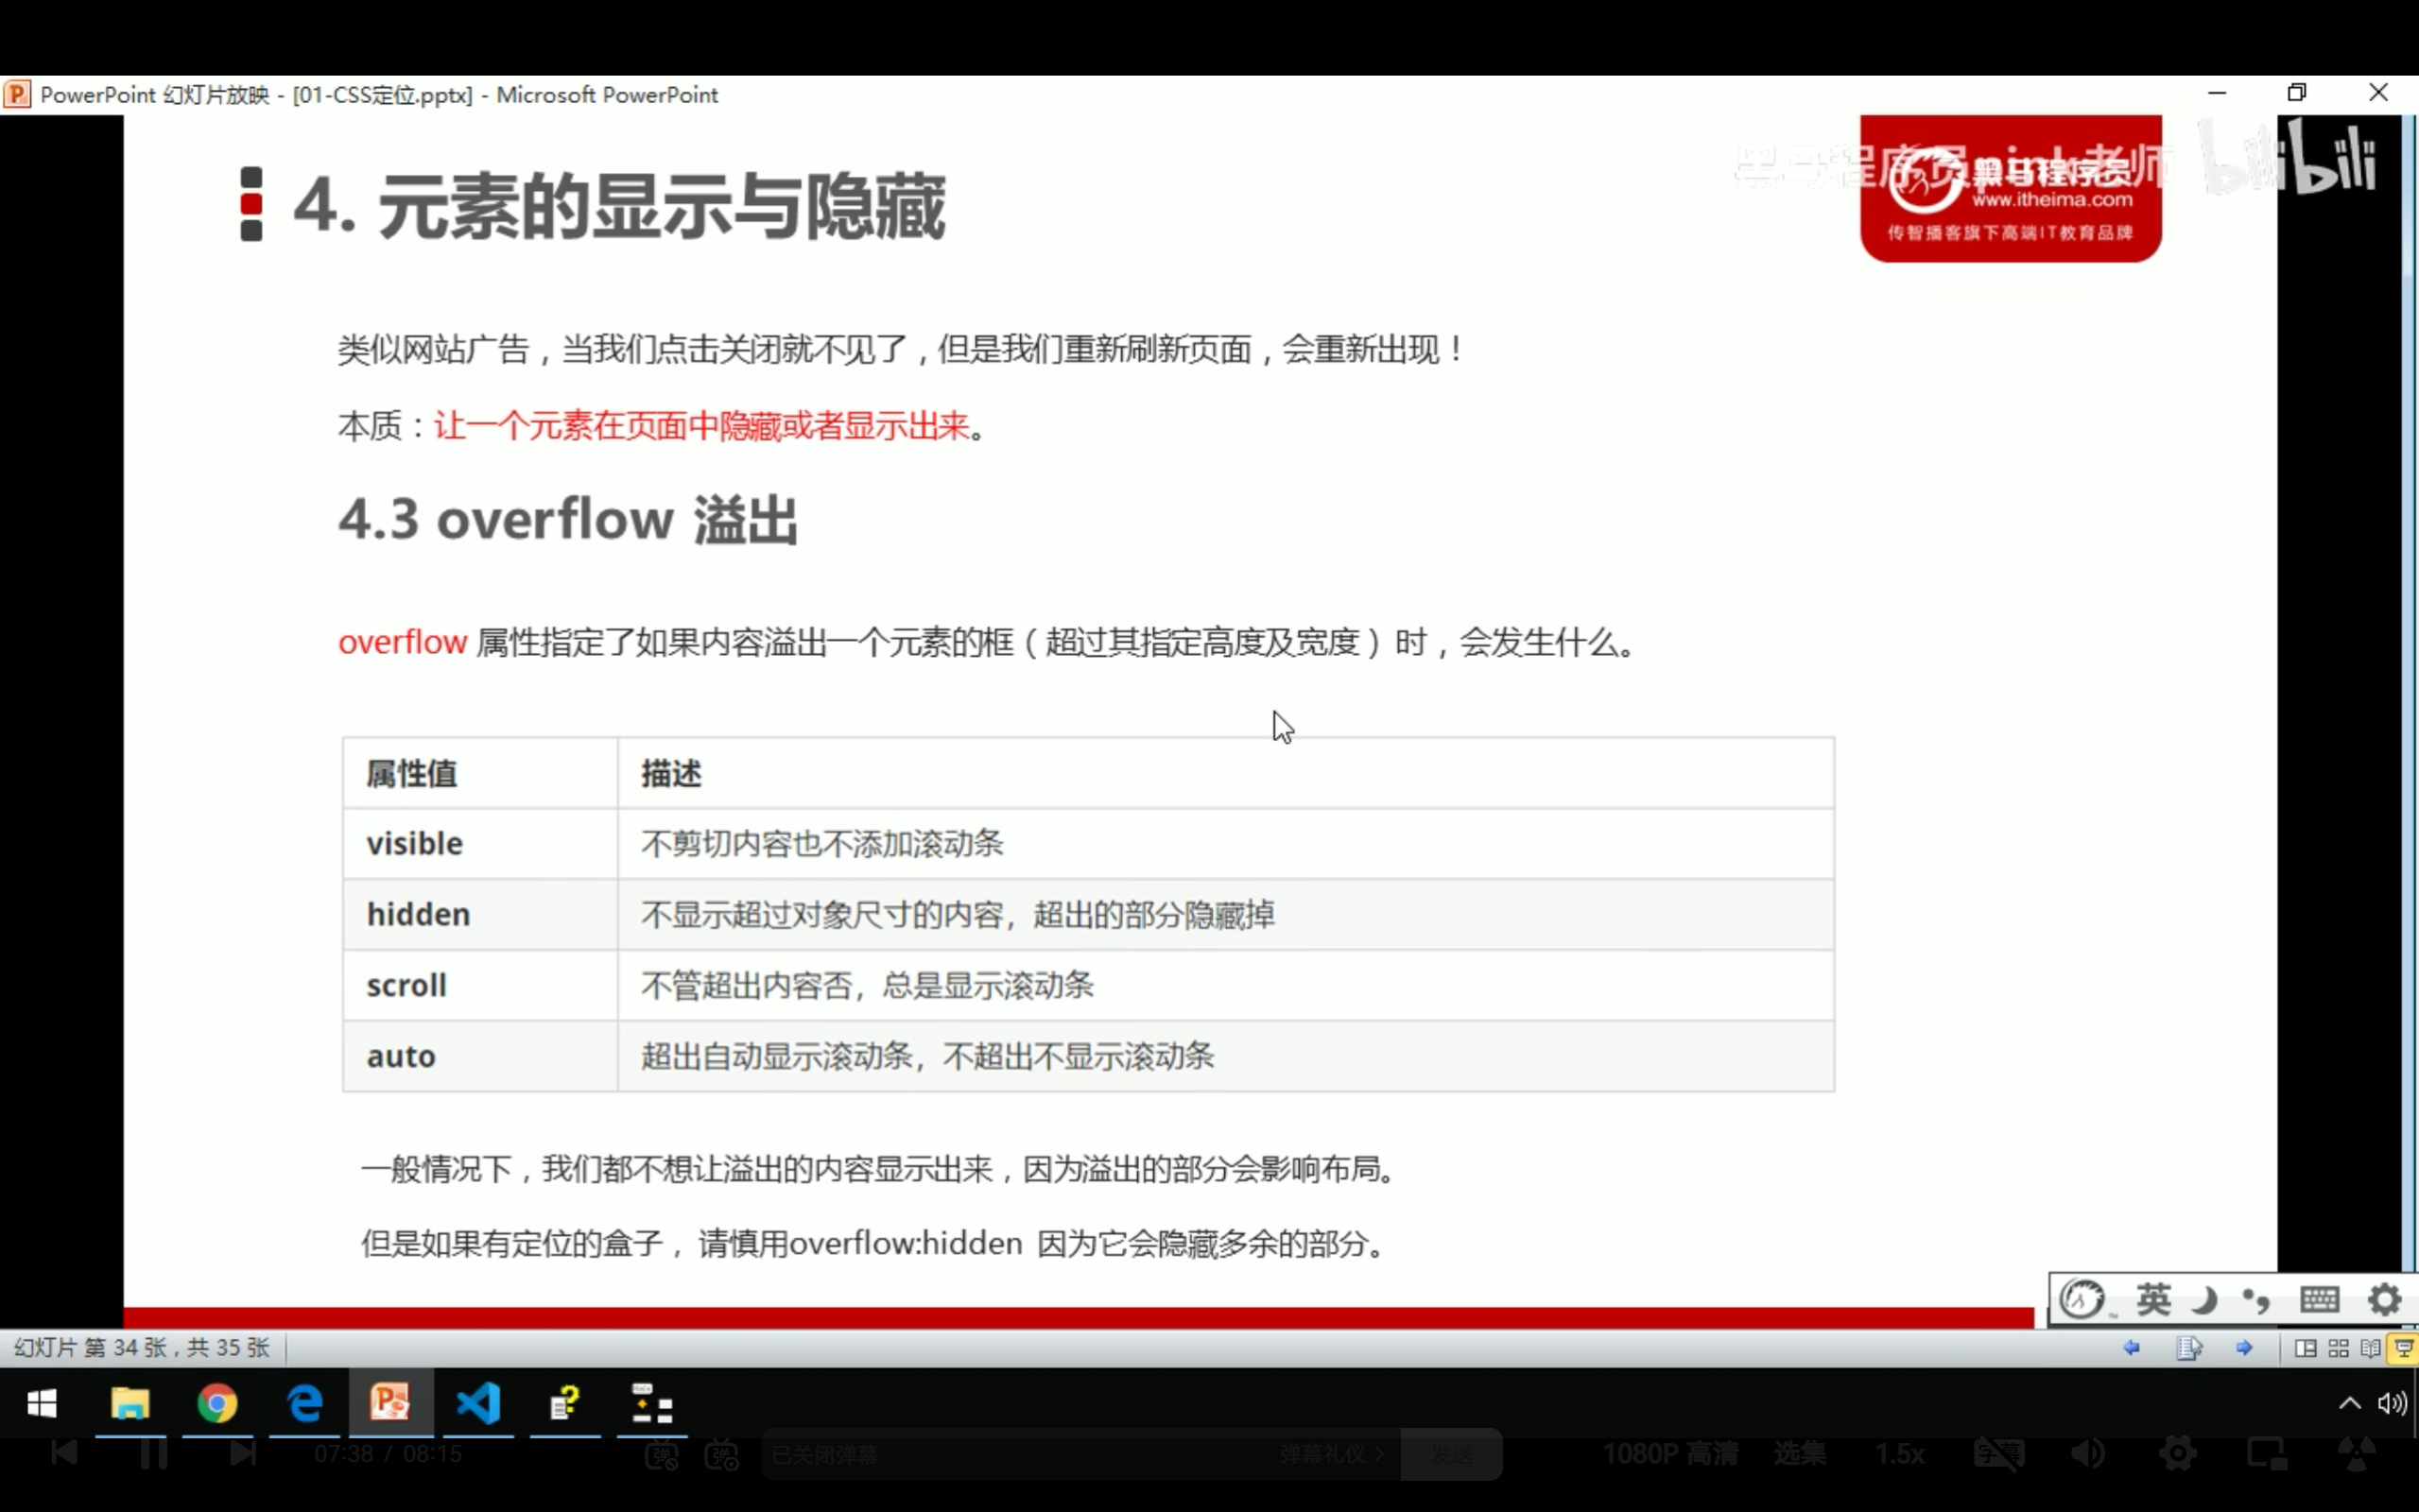 PowerPoint 幻灯片放映 - [01-CSS定位.pptx] - Microsoft PowerPoint
黑马程序员pink老师
bilibili
黑马程序员
www.itheima.com
传智播客旗下高端IT教育品牌
4. 元素的显示与隐藏
类似网站广告，当我们点击关闭就不见了，但是我们重新刷新页面，会重新出现！
本质：让一个元素在页面中隐藏或者显示出来。
4.3 overflow 溢出
overflow 属性指定了如果内容溢出一个元素的框（超过其指定高度及宽度）时，会发生什么。
属性值 描述
visible 不剪切内容也不添加滚动条
hidden 不显示超过对象尺寸的内容，超出的部分隐藏掉
scroll 不管超出内容否，总是显示滚动条
auto 超出自动显示滚动条，不超出不显示滚动条
一般情况下，我们都不想让溢出的内容显示出来，因为溢出的部分会影响布局。
但是如果有定位的盒子，请慎用overflow:hidden 因为它会隐藏多余的部分。
英
幻灯片 第 34 张，共 35 张
07:38 / 08:15
弹 弹
已关闭弹幕
弹幕礼仪 >
发送
1080P 高清
选集
1.5x
字幕